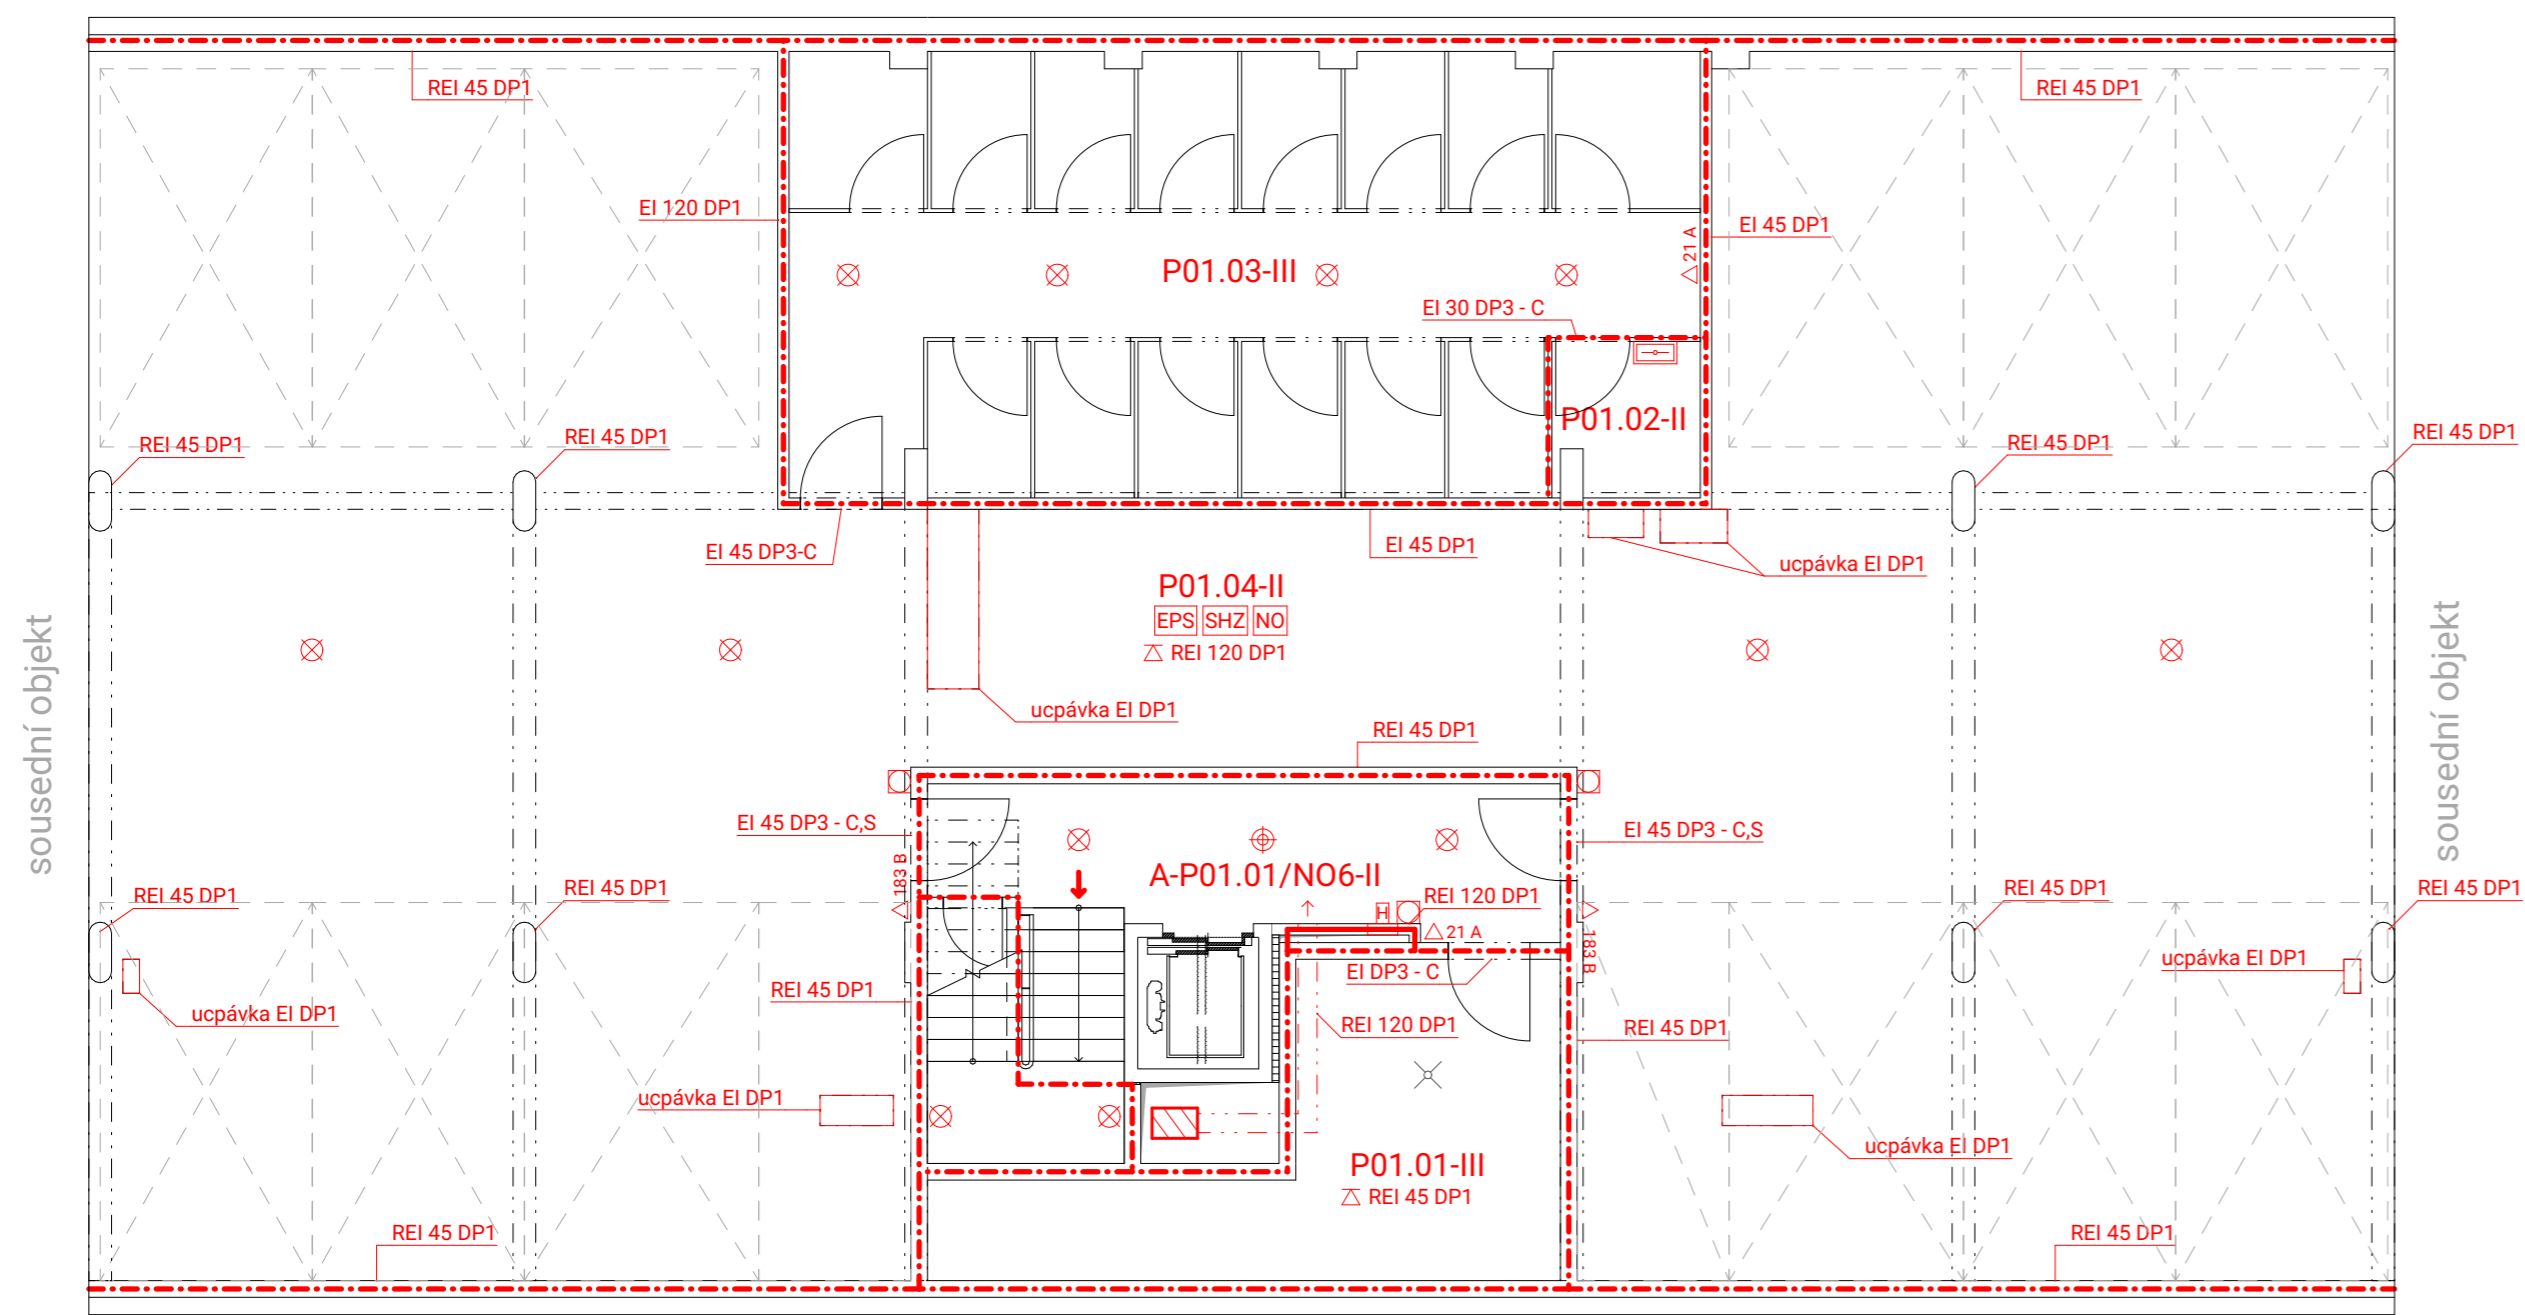 REI 45 DP1
REI 45 DP1
EI 120 DP1
EI 45 DP1
21 A
P01.03-III
EI 30 DP3 - C
P01.02-II
REI 45 DP1
REI 45 DP1
REI 45 DP1
REI 45 DP1
EI 45 DP3-C
EI 45 DP1
ucpávka EI DP1
P01.04-II
EPS SHZ NO
REI 120 DP1
sousední objekt
sousední objekt
ucpávka EI DP1
REI 45 DP1
EI 45 DP3 - C,S
EI 45 DP3 - C,S
183 B
A-P01.01/NO6-II
REI 45 DP1
REI 45 DP1
REI 120 DP1
REI 45 DP1
REI 45 DP1
H
21 A
183 B
EI DP3 - C
ucpávka EI DP1
REI 45 DP1
ucpávka EI DP1
REI 120 DP1
REI 45 DP1
ucpávka EI DP1
ucpávka EI DP1
P01.01-III
REI 45 DP1
REI 45 DP1
REI 45 DP1